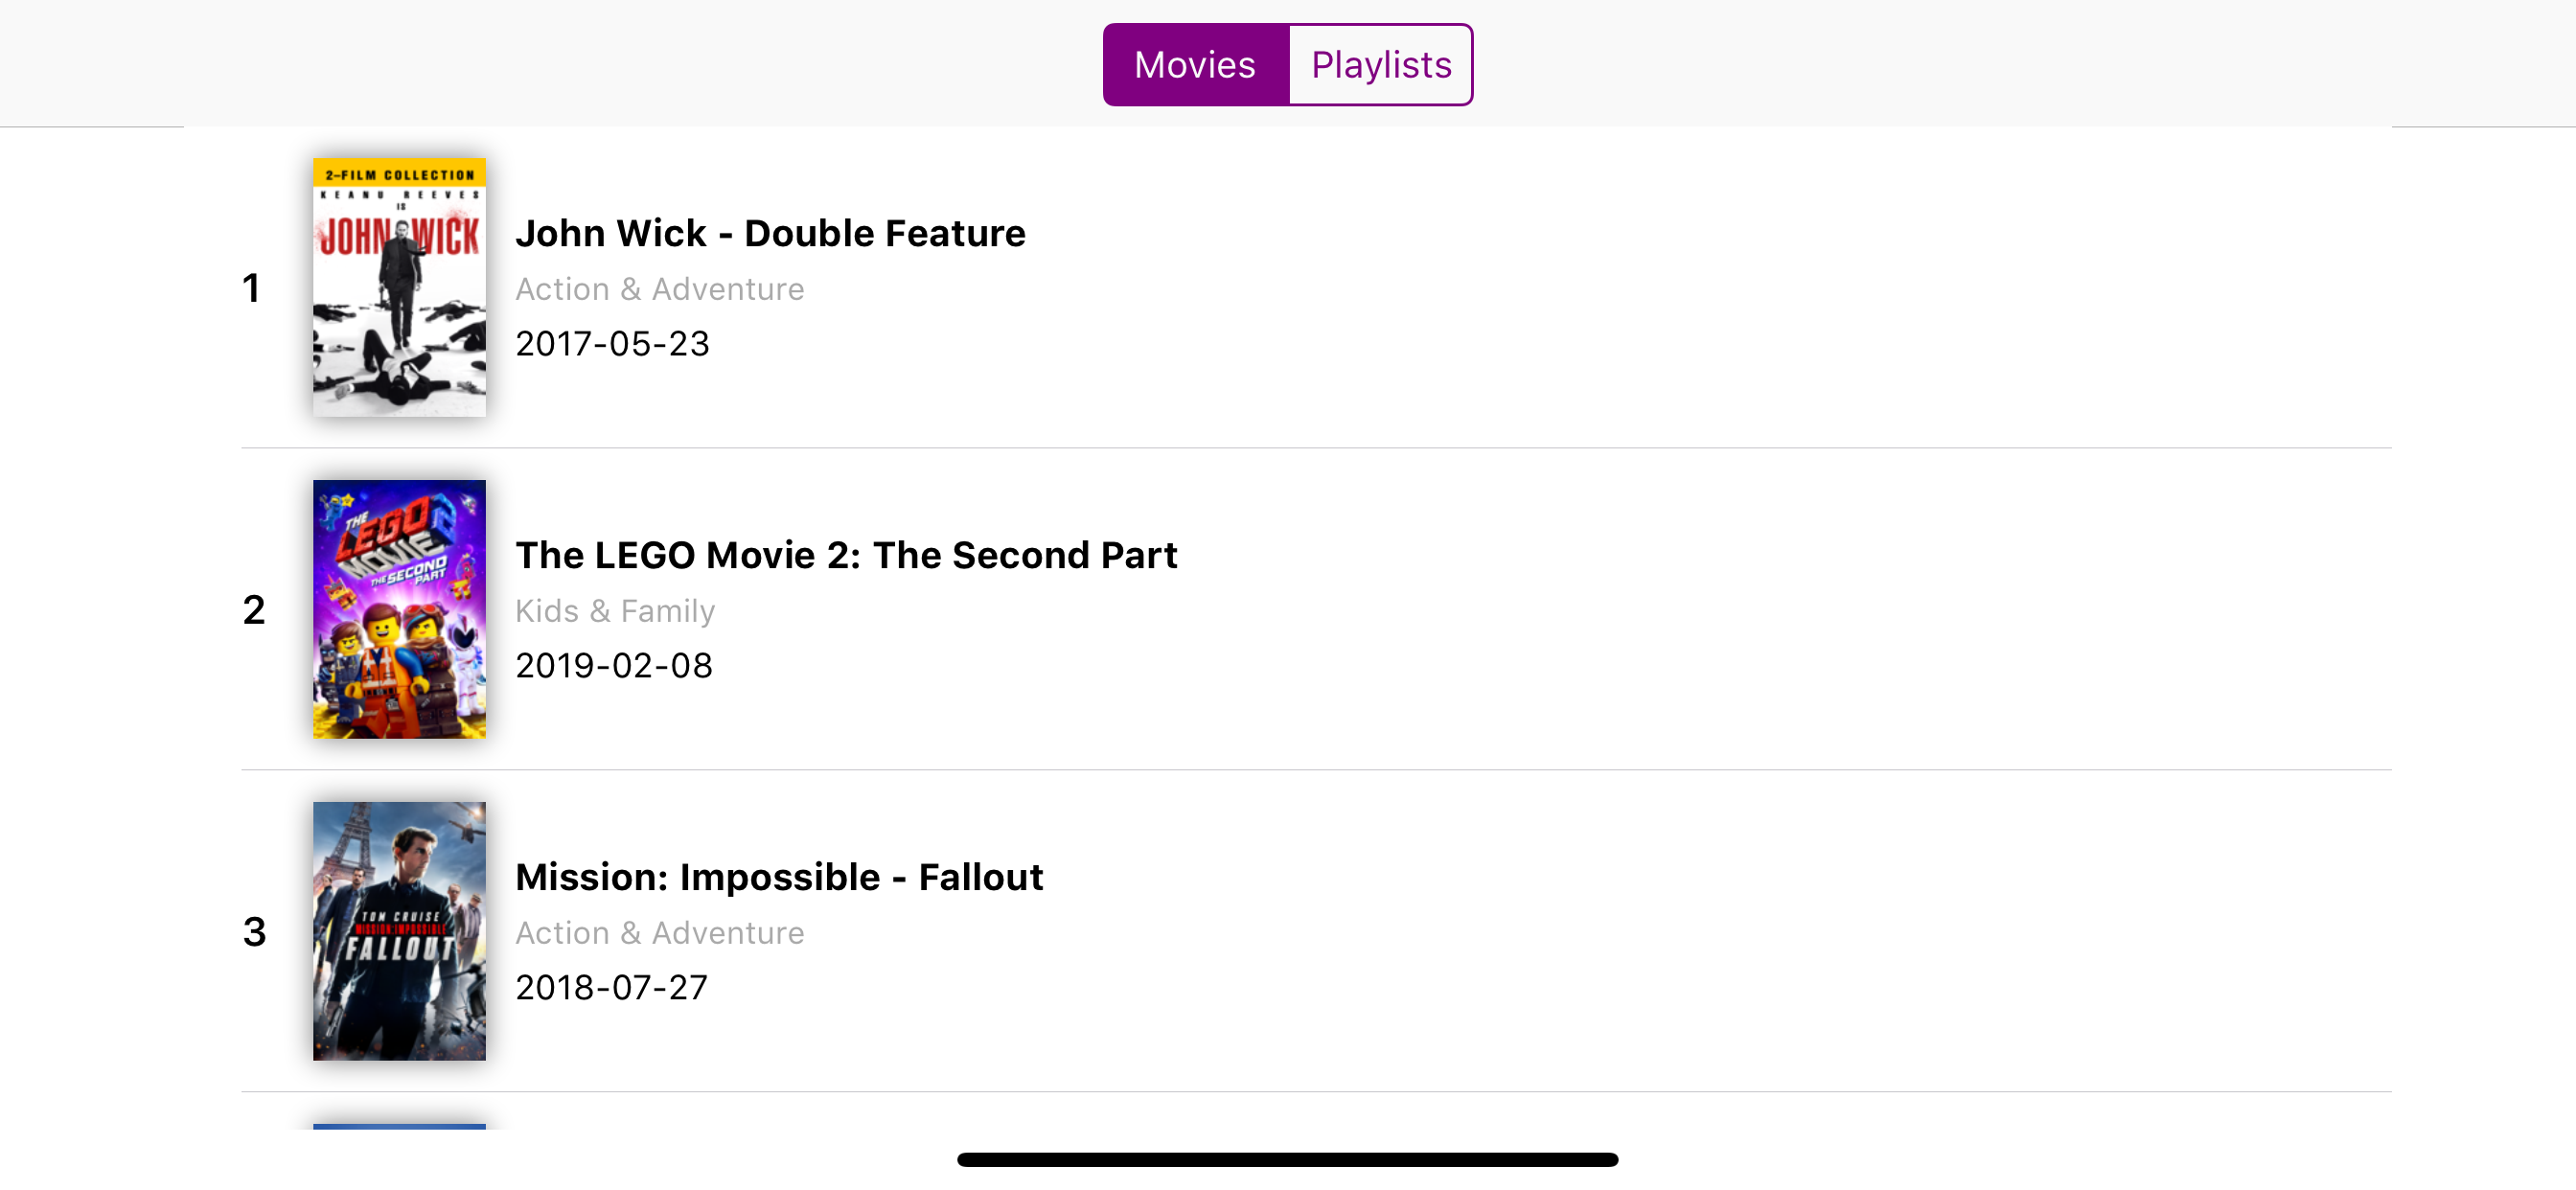 Movies
Playlists
1
2-FILM COLLECTION
KEANU REEVES
IS
JOHN WICK
John Wick - Double Feature
Action & Adventure
2017-05-23
2
THE
LEGO
MOVIE 2
THE SECOND
PART
The LEGO Movie 2: The Second Part
Kids & Family
2019-02-08
3
TOM CRUISE
MISSION: IMPOSSIBLE
FALLOUT
Mission: Impossible - Fallout
Action & Adventure
2018-07-27